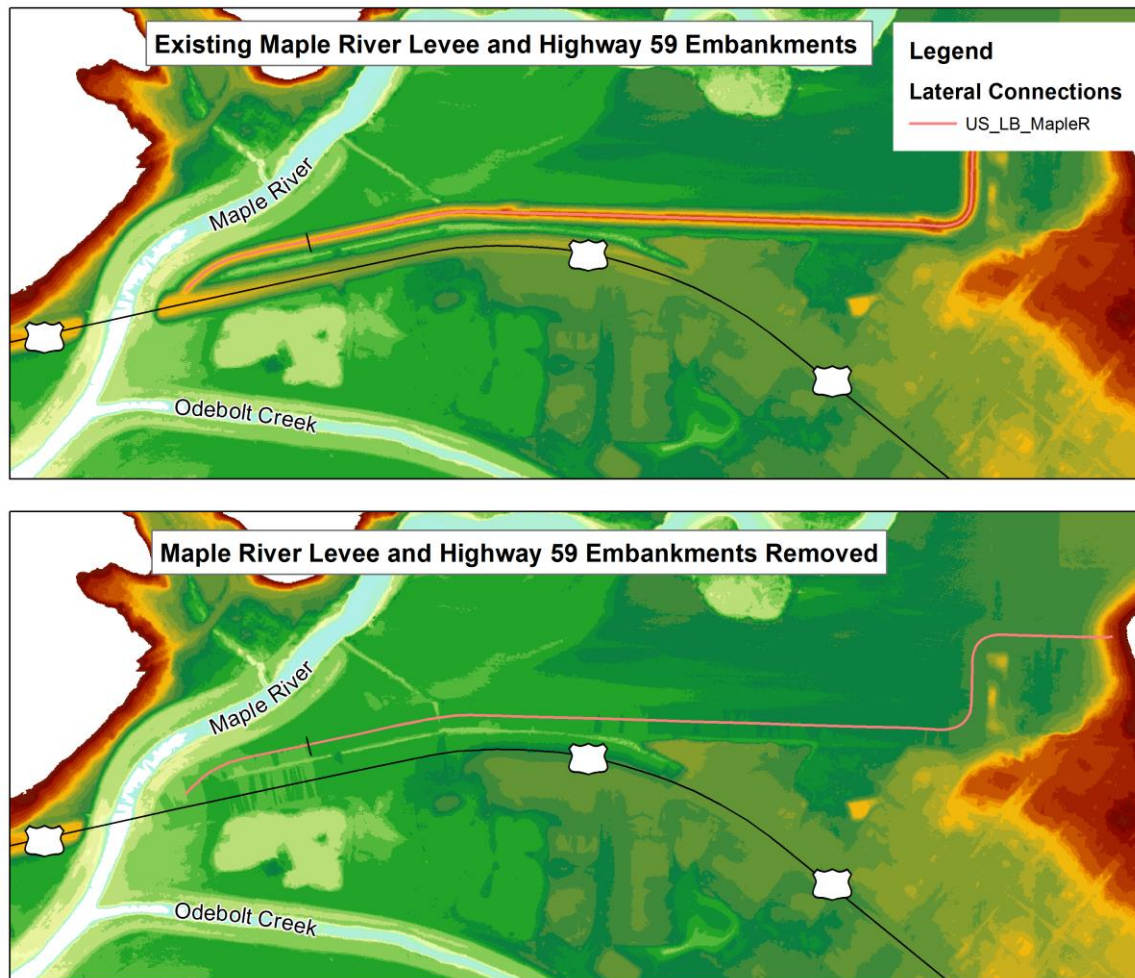 Existing Maple River Levee and Highway 59 Embankments
Legend
Lateral Connections
US_LB_MapleR
Maple River
Odebolt Creek
Maple River Levee and Highway 59 Embankments Removed
Maple River
Odebolt Creek